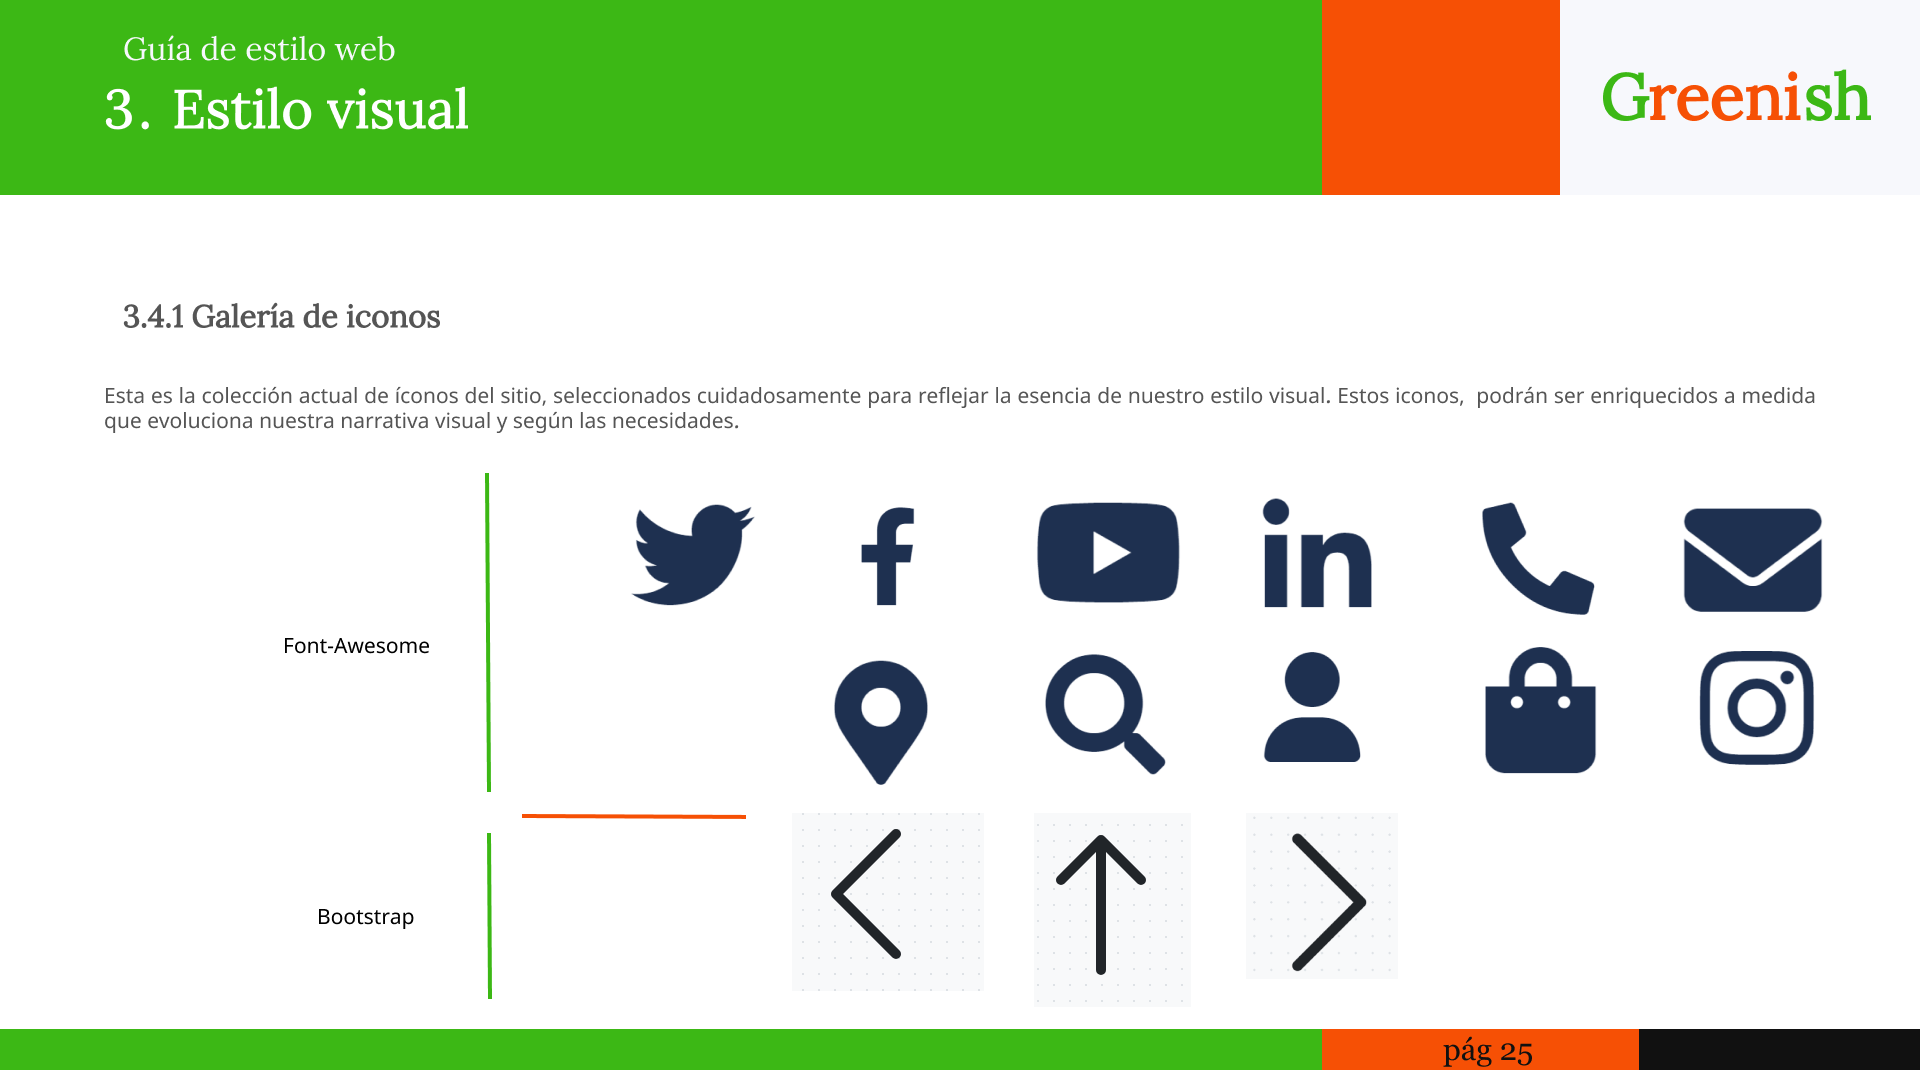 Guía de estilo web
3. Estilo visual
Greenish
3.4.1 Galería de iconos
Esta es la colección actual de íconos del sitio, seleccionados cuidadosamente para reflejar la esencia de nuestro estilo visual. Estos iconos,  podrán ser enriquecidos a medida
que evoluciona nuestra narrativa visual y según las necesidades.
Font-Awesome
Bootstrap
pág 25